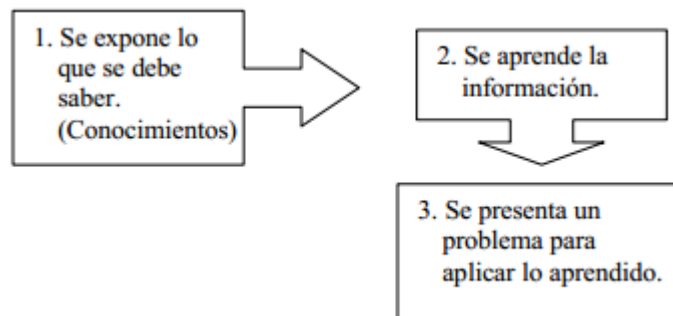 1. Se expone lo
que se debe
saber.
(Conocimientos)
2. Se aprende la
información.
3. Se presenta un
problema para
aplicar lo aprendido.